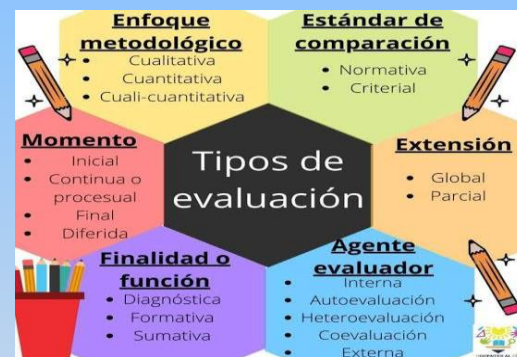 Enfoque
metodológico
• Cualitativa
• Cuantitativa
• Cuali-cuantitativa
Estándar de
comparación
• Normativa
• Criterial
Momento
• Inicial
• Continua o
procesual
• Final
• Diferida
Tipos de
evaluación
Extensión
• Global
• Parcial
Finalidad o
función
• Diagnóstica
• Formativa
• Sumativa
Agente
evaluador
• Interna
• Autoevaluación
• Heteroevaluación
• Coevaluación
• Externa